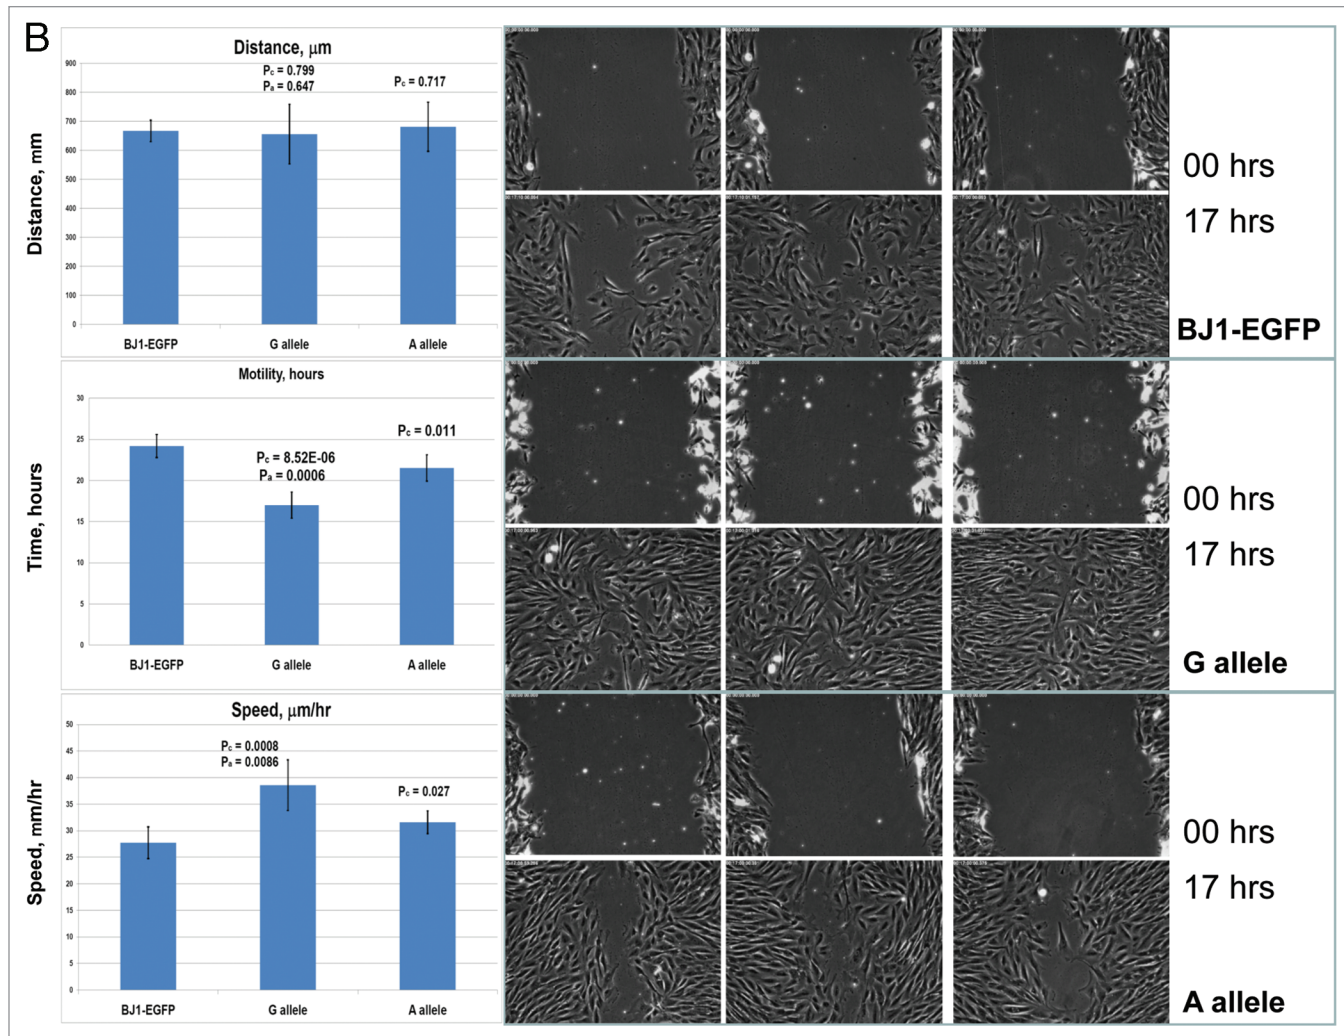 B
Distance, μm
Pc = 0.799
Pa = 0.647
Pc = 0.717
Distance, mm
900
800
700
600
500
400
300
200
100
0
BJ1-EGFP
G allele
A allele
00 hrs
17 hrs
BJ1-EGFP
Motility, hours
Pc = 8.52E-06
Pa = 0.0006
Pc = 0.011
Time, hours
30
25
20
15
10
5
0
BJ1-EGFP
G allele
A allele
00 hrs
17 hrs
G allele
Speed, μm/hr
Pc = 0.0008
Pa = 0.0086
Pc = 0.027
Speed, mm/hr
50
45
40
35
30
25
20
15
10
5
0
BJ1-EGFP
G allele
A allele
00 hrs
17 hrs
A allele